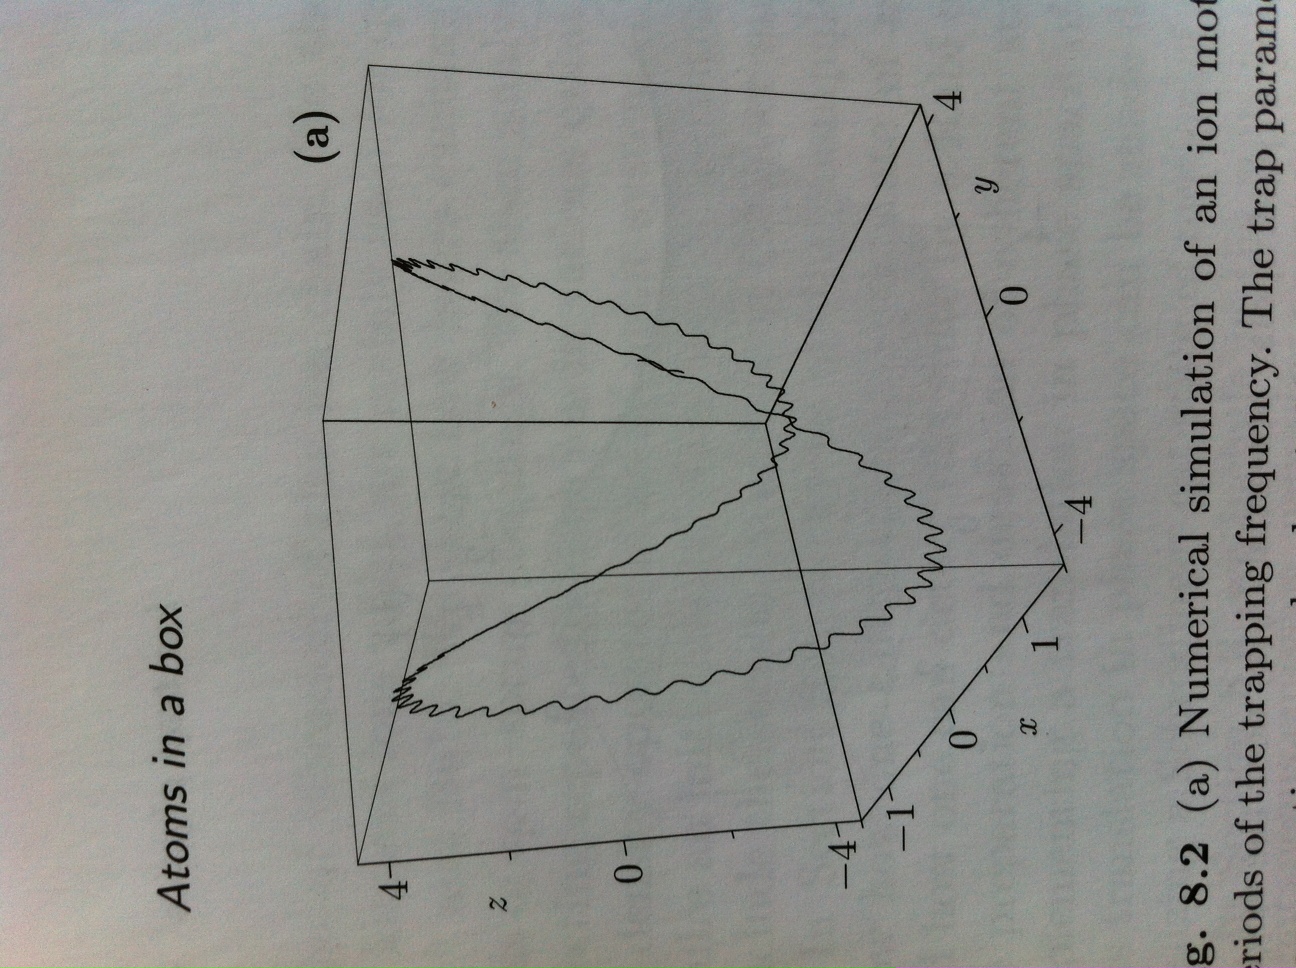 Atoms in a box
(a)
4
z
0
−4
−1
0
x
1
−4
0
y
4
g. 8.2 (a) Numerical simulation of an ion mot
eriods of the trapping frequency. The trap parame